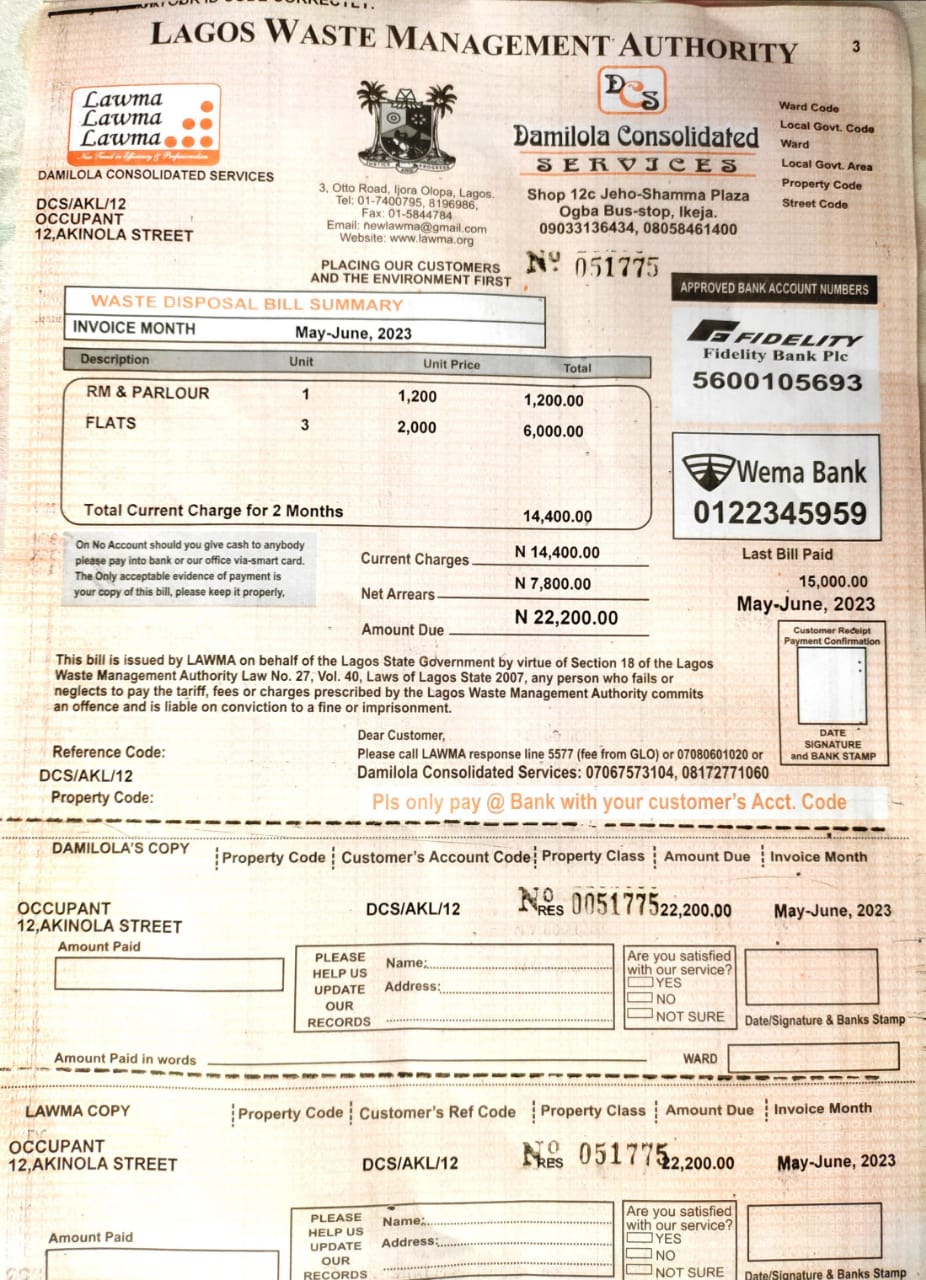 LAGOS WASTE MANAGEMENT AUTHORITY
3
Lawma
Lawma
Lawma
DAMILOLA CONSOLIDATED SERVICES
DCS/AKL/12
OCCUPANT
12,AKINOLA STREET
3, Otto Road, Ijora Olopa, Lagos.
Tel: 01-7400795, 8196986,
Fax: 01-5844784
Email: newlawma@gmail.com
Website: www.lawma.org
PLACING OUR CUSTOMERS
AND THE ENVIRONMENT FIRST
DCS
Damilola Consolidated
SERVICES
Shop 12c Jeho-Shamma Plaza
Ogba Bus-stop, Ikeja.
09033136434, 08058461400
Nº 051775
Ward Code
Local Govt. Code
Ward
Local Govt. Area
Property Code
Street Code
WASTE DISPOSAL BILL SUMMARY
INVOICE MONTH May-June, 2023
Description Unit Unit Price Total
RM & PARLOUR 1 1,200 1,200.00
FLATS 3 2,000 6,000.00
Total Current Charge for 2 Months 14,400.00
APPROVED BANK ACCOUNT NUMBERS
FIDELITY
Fidelity Bank Plc
5600105693
Wema Bank
0122345959
On No Account should you give cash to anybody
please pay into bank or our office via-smart card.
The Only acceptable evidence of payment is
your copy of this bill, please keep it properly,
Current Charges N 14,400.00
Net Arrears N 7,800.00
Amount Due N 22,200.00
Last Bill Paid
15,000.00
May-June, 2023
Customer Receipt
Payment Confirmation
DATE
SIGNATURE
and BANK STAMP
This bill is issued by LAWMA on behalf of the Lagos State Government by virtue of Section 18 of the Lagos
Waste Management Authority Law No. 27, Vol. 40, Laws of Lagos State 2007, any person who fails or
neglects to pay the tariff, fees or charges prescribed by the Lagos Waste Management Authority commits
an offence and is liable on conviction to a fine or imprisonment.
Dear Customer,
Reference Code: Please call LAWMA response line 5577 (fee from GLO) or 07080601020 or
DCS/AKL/12 Damilola Consolidated Services: 07067573104, 08172771060
Property Code: Pls only pay @ Bank with your customer's Acct. Code
DAMILOLA'S COPY Property Code Customer's Account Code Property Class Amount Due Invoice Month
OCCUPANT DCS/AKL/12 Nº RES 0051775 22,200.00 May-June, 2023
12,AKINOLA STREET
Amount Paid
PLEASE
HELP US
UPDATE
OUR
RECORDS
Name:
Address:
Are you satisfied
with our service?
YES
NO
NOT SURE
Date/Signature & Banks Stamp
Amount Paid in words WARD
LAWMA COPY Property Code Customer's Ref Code Property Class Amount Due Invoice Month
OCCUPANT
12,AKINOLA STREET DCS/AKL/12 Nº RES 051775 22,200.00 May-June, 2023
Amount Paid
PLEASE
HELP US
UPDATE
OUR
RECORDS
Name:
Address:
Are you satisfied
with our service?
YES
NO
NOT SURE
Date/Signature & Banks Stamp